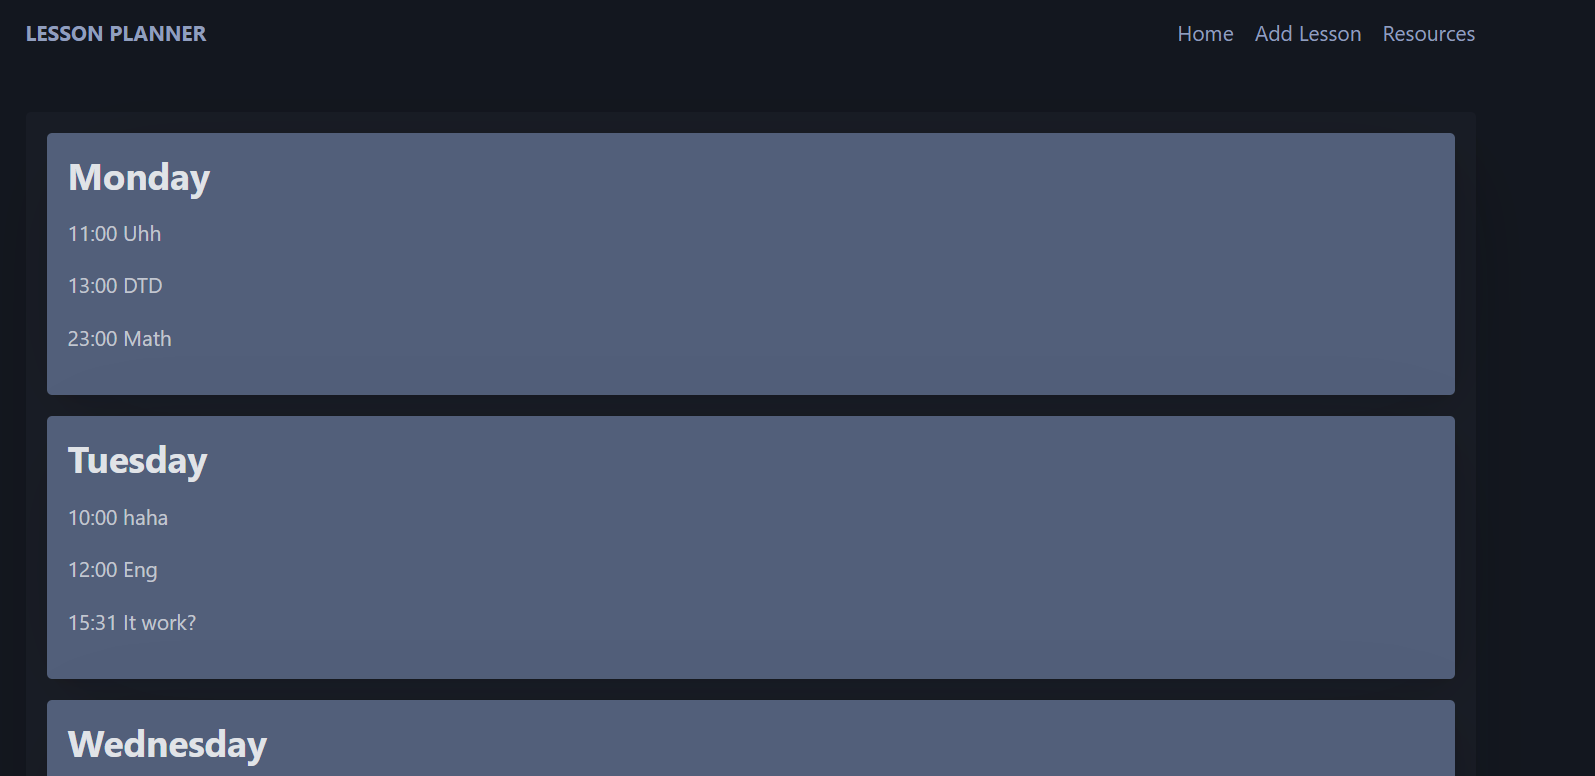 LESSON PLANNER
Home Add Lesson Resources
Monday
11:00 Uhh
13:00 DTD
23:00 Math
Tuesday
10:00 haha
12:00 Eng
15:31 It work?
Wednesday